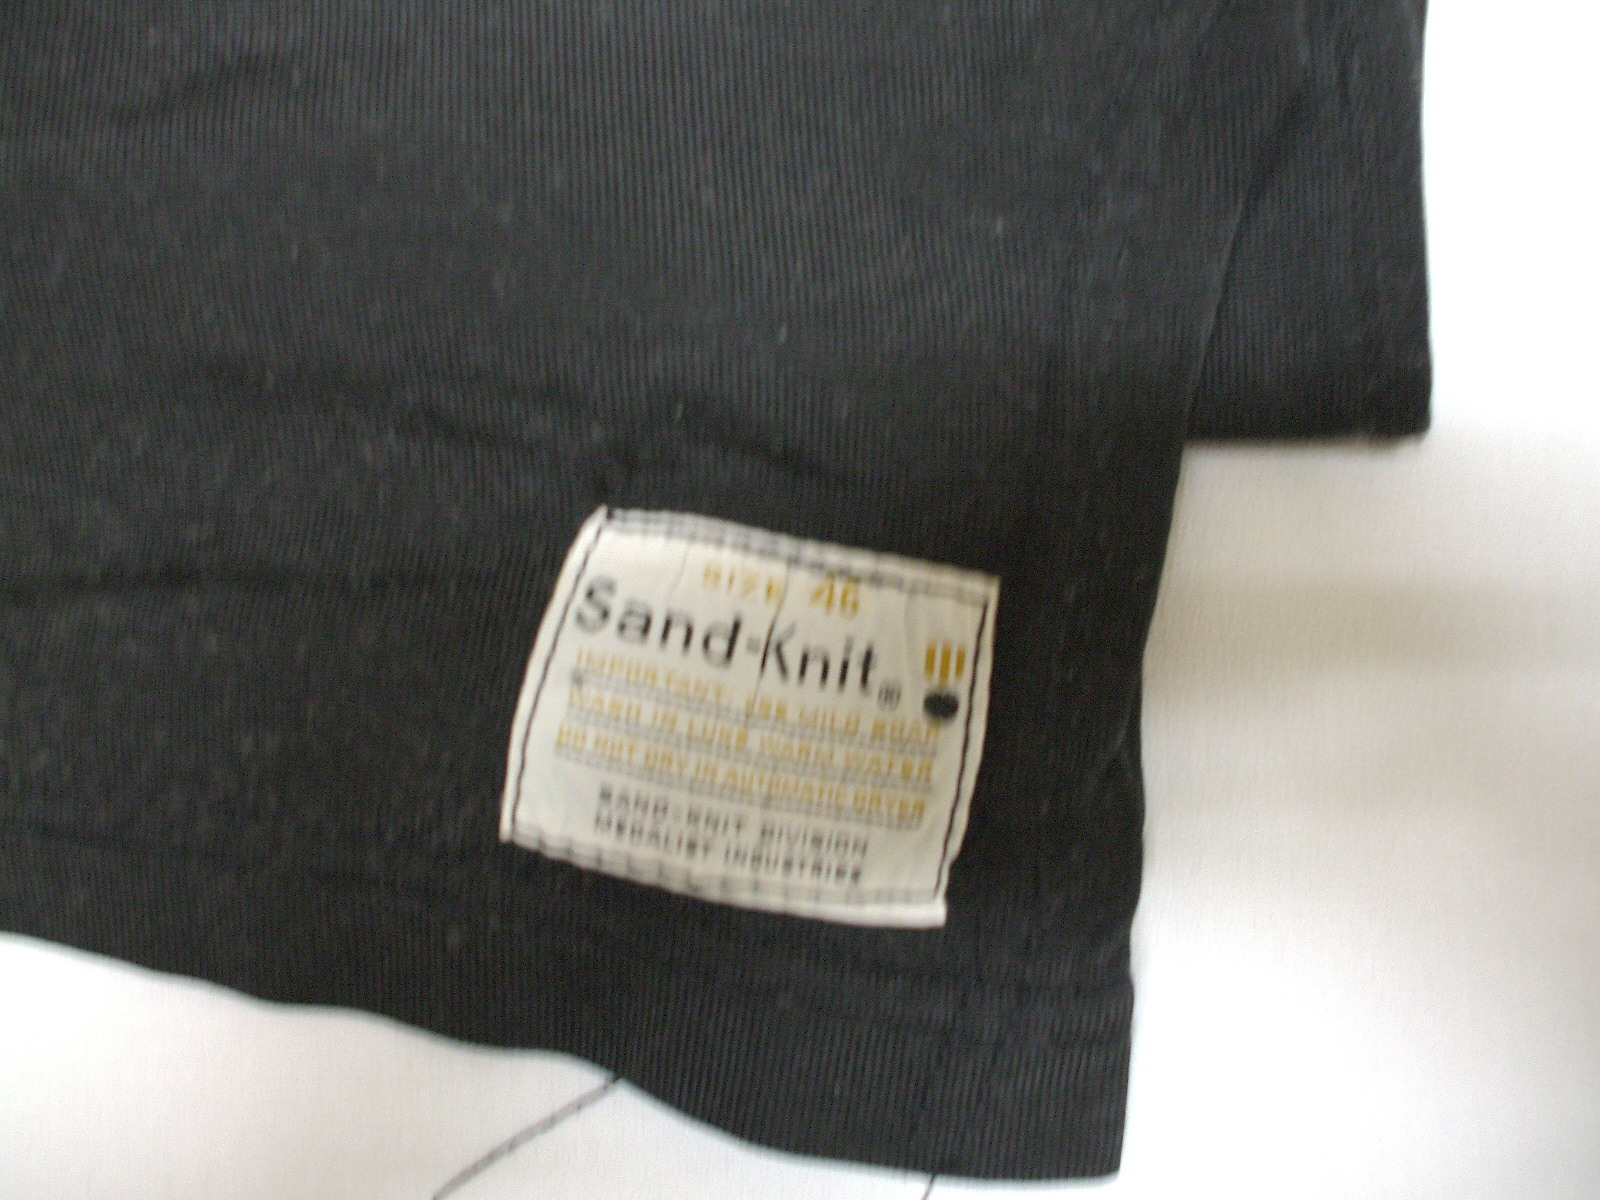 SIZE 46
Sand-Knit®
IMPORTANT: USE MILD SOAP
WASH IN LUKE WARM WATER
DO NOT DRY IN AUTOMATIC DRYER
SAND-KNIT DIVISION
MEDALIST INDUSTRIES